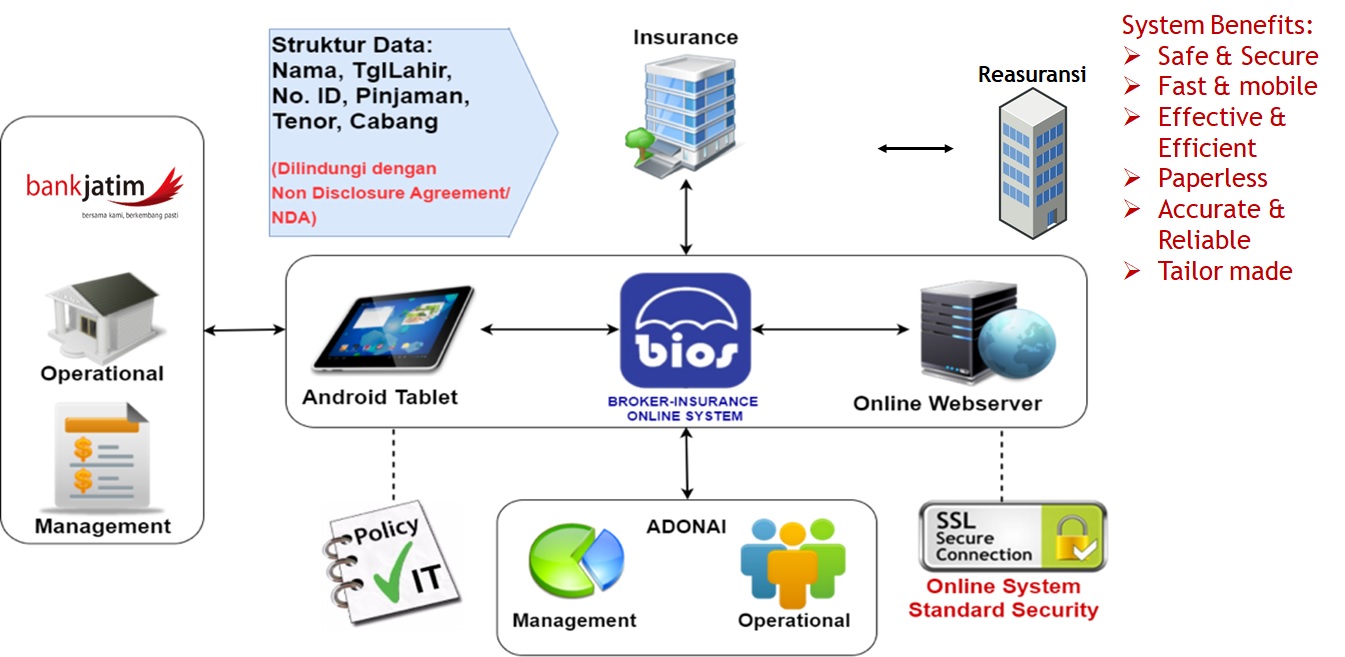 Struktur Data:
Nama, TglLahir,
No. ID, Pinjaman,
Tenor, Cabang
(Dilindungi dengan
Non Disclosure Agreement/
NDA)
Insurance
Reasuransi
System Benefits:
Safe & Secure
Fast & mobile
Effective &
Efficient
Paperless
Accurate &
Reliable
Tailor made
bankjatim
bersama kami, berkembang pasti
Operational
Management
Android Tablet
bios
BROKER-INSURANCE
ONLINE SYSTEM
Online Webserver
Policy
IT
ADONAI
Management
Operational
SSL
Secure
Connection
Online System
Standard Security